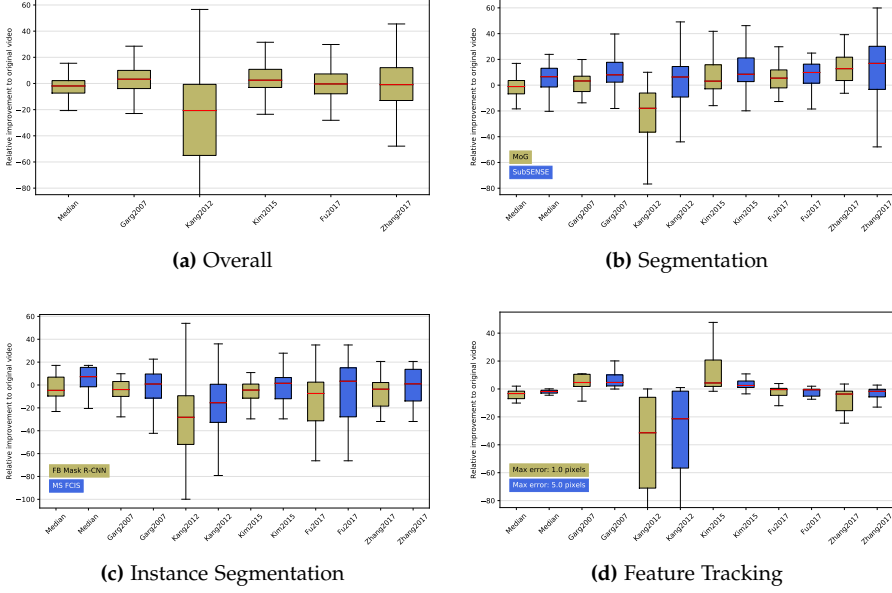 Relative improvement to original video
60
40
20
0
−20
−40
−60
−80
Median
Garg2007
Kang2012
Kim2015
Fu2017
Zhang2017
(a) Overall
Relative improvement to original video
60
40
20
0
−20
−40
−60
−80
MoG
SubSENSE
Median
Median
Garg2007
Garg2007
Kang2012
Kang2012
Kim2015
Kim2015
Fu2017
Fu2017
Zhang2017
Zhang2017
(b) Segmentation
Relative improvement to original video
60
40
20
0
−20
−40
−60
−80
−100
FB Mask R-CNN
MS FCIS
Median
Median
Garg2007
Garg2007
Kang2012
Kang2012
Kim2015
Kim2015
Fu2017
Fu2017
Zhang2017
Zhang2017
(c) Instance Segmentation
Relative improvement to original video
40
20
0
−20
−40
−60
−80
Max error: 1.0 pixels
Max error: 5.0 pixels
Median
Median
Garg2007
Garg2007
Kang2012
Kang2012
Kim2015
Kim2015
Fu2017
Fu2017
Zhang2017
Zhang2017
(d) Feature Tracking